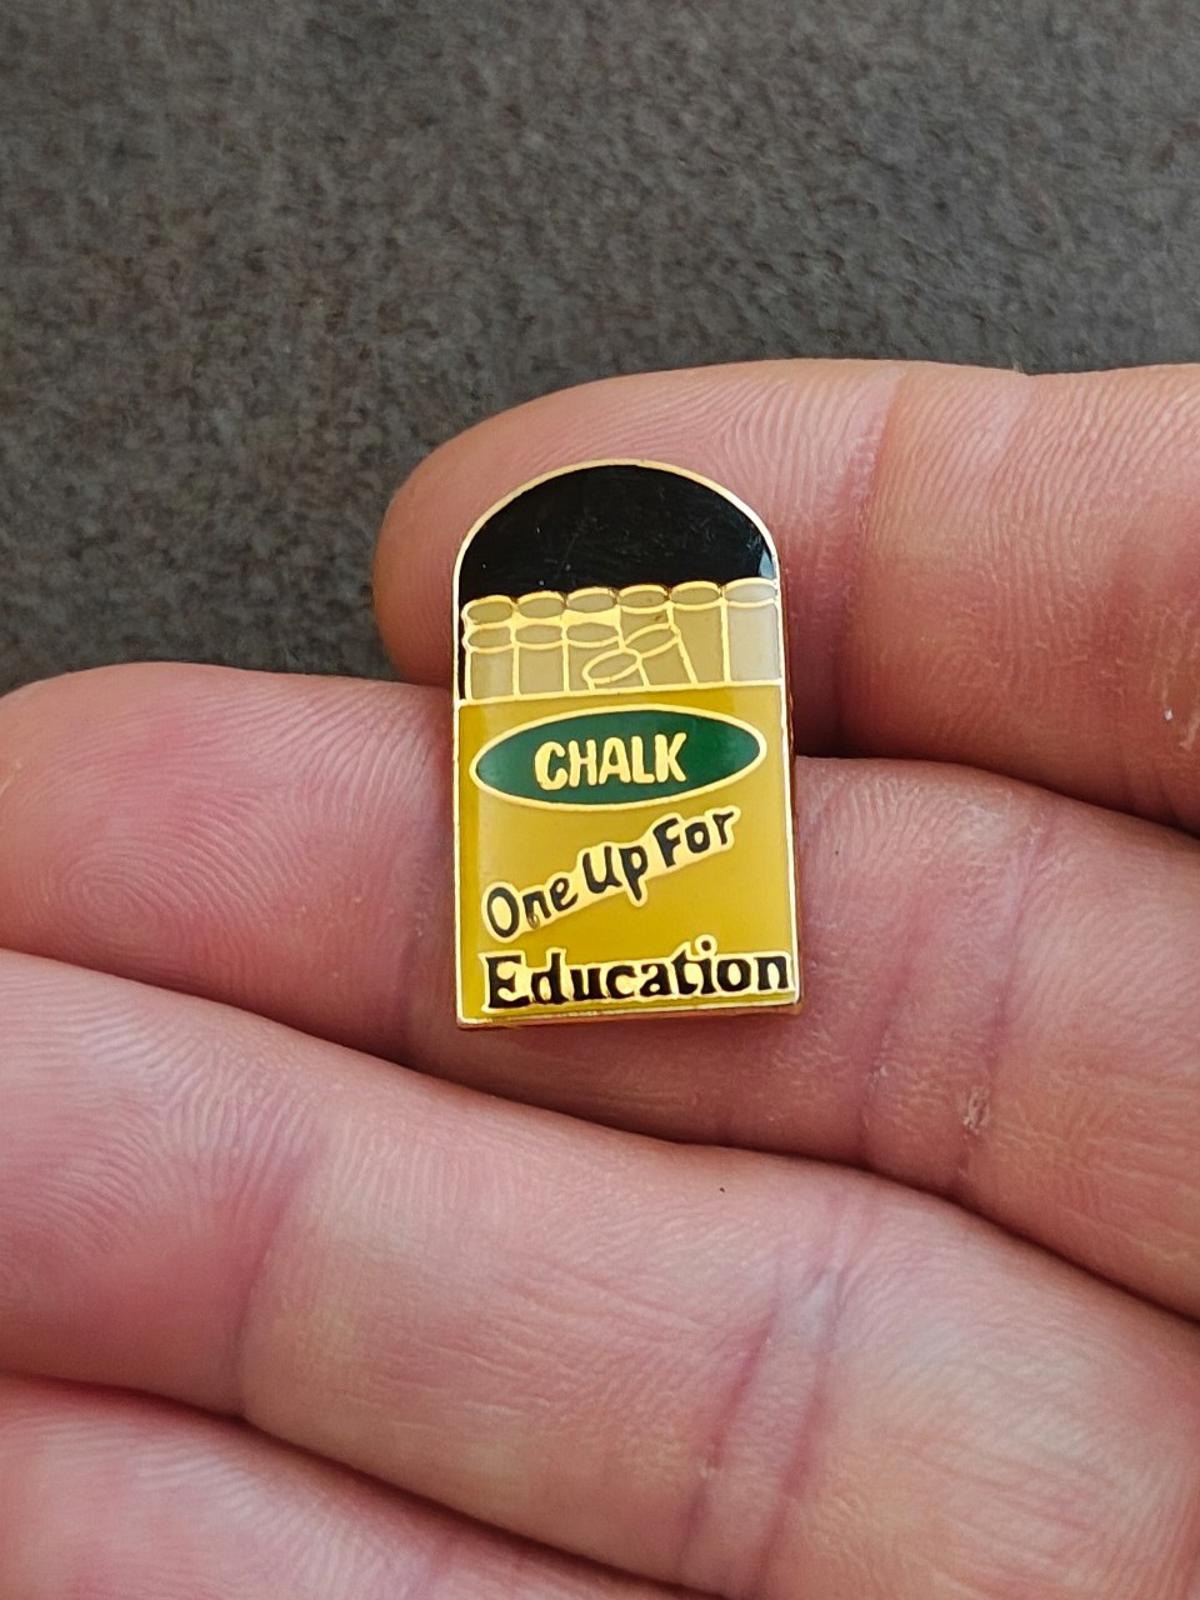 CHALK
One Up For
Education